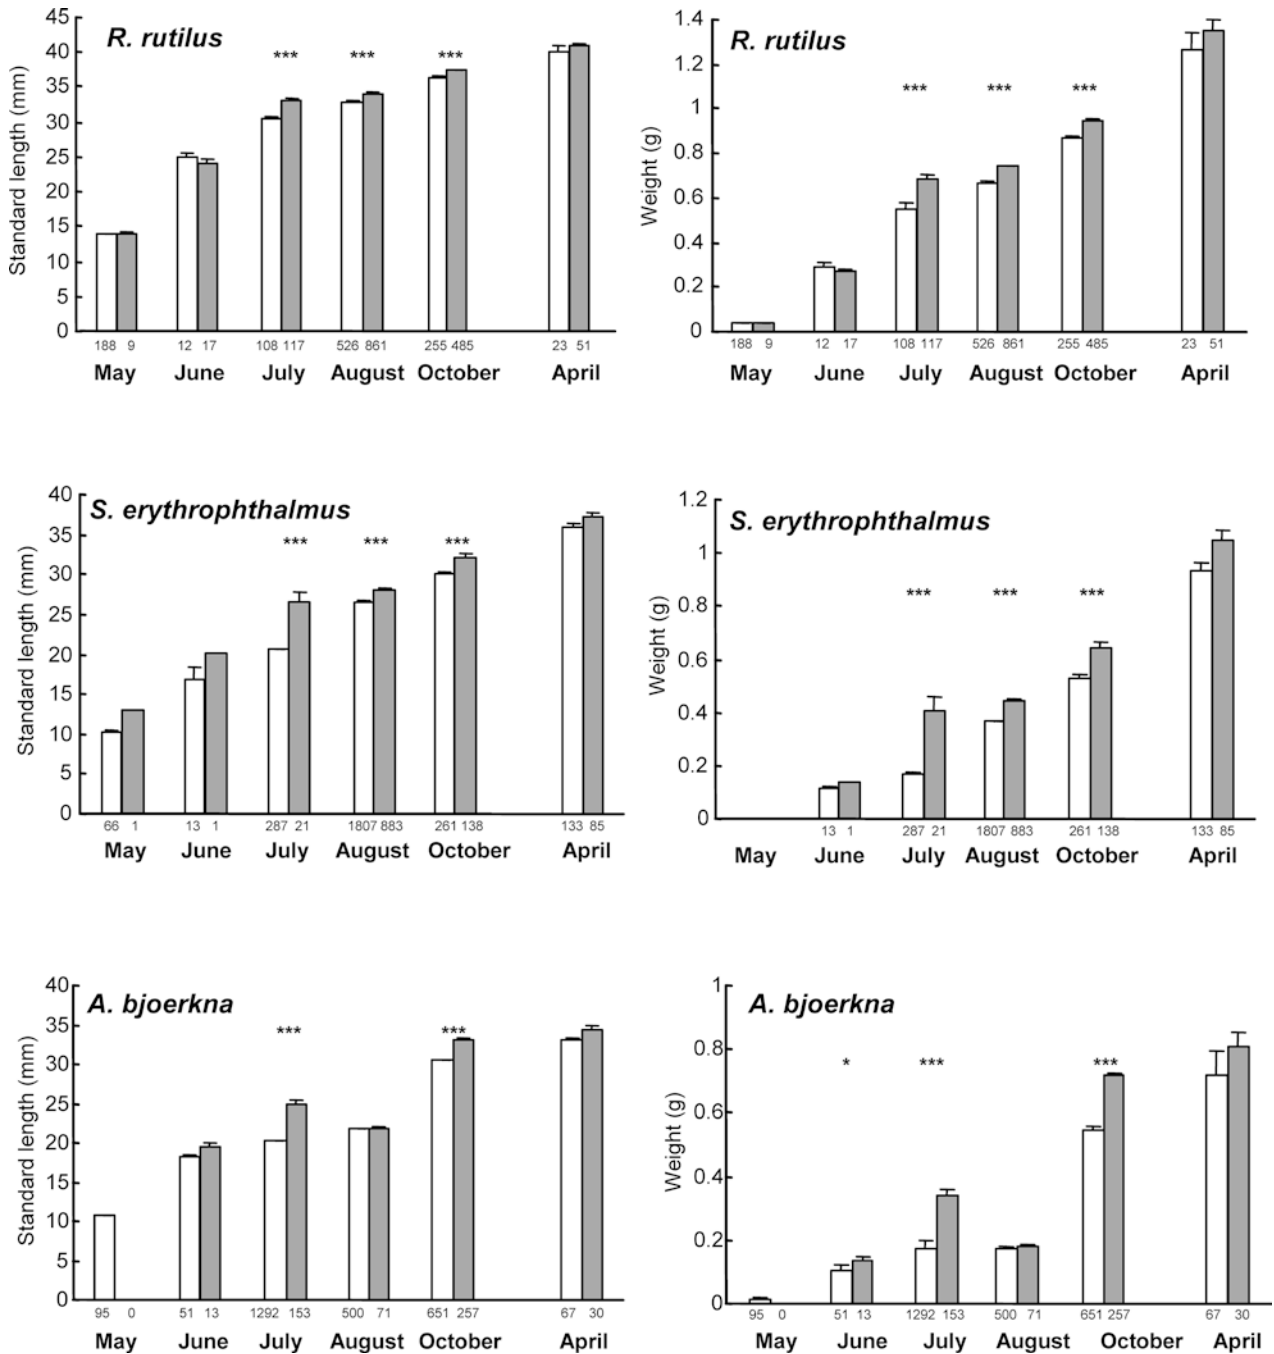 R. rutilus
Standard length (mm)
45
40
35
30
25
20
15
10
5
0
*** *** ***
188 9 12 17 108 117 526 861 255 485 23 51
May June July August October April
R. rutilus
Weight (g)
1.4
1.2
1
0.8
0.6
0.4
0.2
0
*** *** ***
188 9 12 17 108 117 526 861 255 485 23 51
May June July August October April
S. erythrophthalmus
Standard length (mm)
40
35
30
25
20
15
10
5
0
*** *** ***
66 1 13 1 287 21 1807 883 261 138 133 85
May June July August October April
S. erythrophthalmus
Weight (g)
1.2
1
0.8
0.6
0.4
0.2
0
*** *** ***
13 1 287 21 1807 883 261 138 133 85
May June July August October April
A. bjoerkna
Standard length (mm)
40
35
30
25
20
15
10
5
0
*** ***
95 0 51 13 1292 153 500 71 651 257 67 30
May June July August October April
A. bjoerkna
Weight (g)
1
0.8
0.6
0.4
0.2
0
* *** ***
95 0 51 13 1292 153 500 71 651 257 67 30
May June July August October April